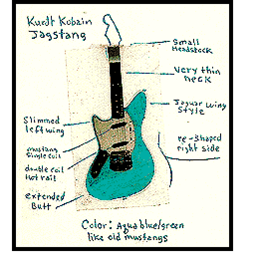 Kurdt Kobain
Jagstang
Small
Headstock
Very thin
neck
Jaguar wing
Style
Slimmed
left wing
re-shaped
right side
mustang
single coil
double coil
Hot rail
extended
Butt
Color: Aqua blue/green
like old mustangs